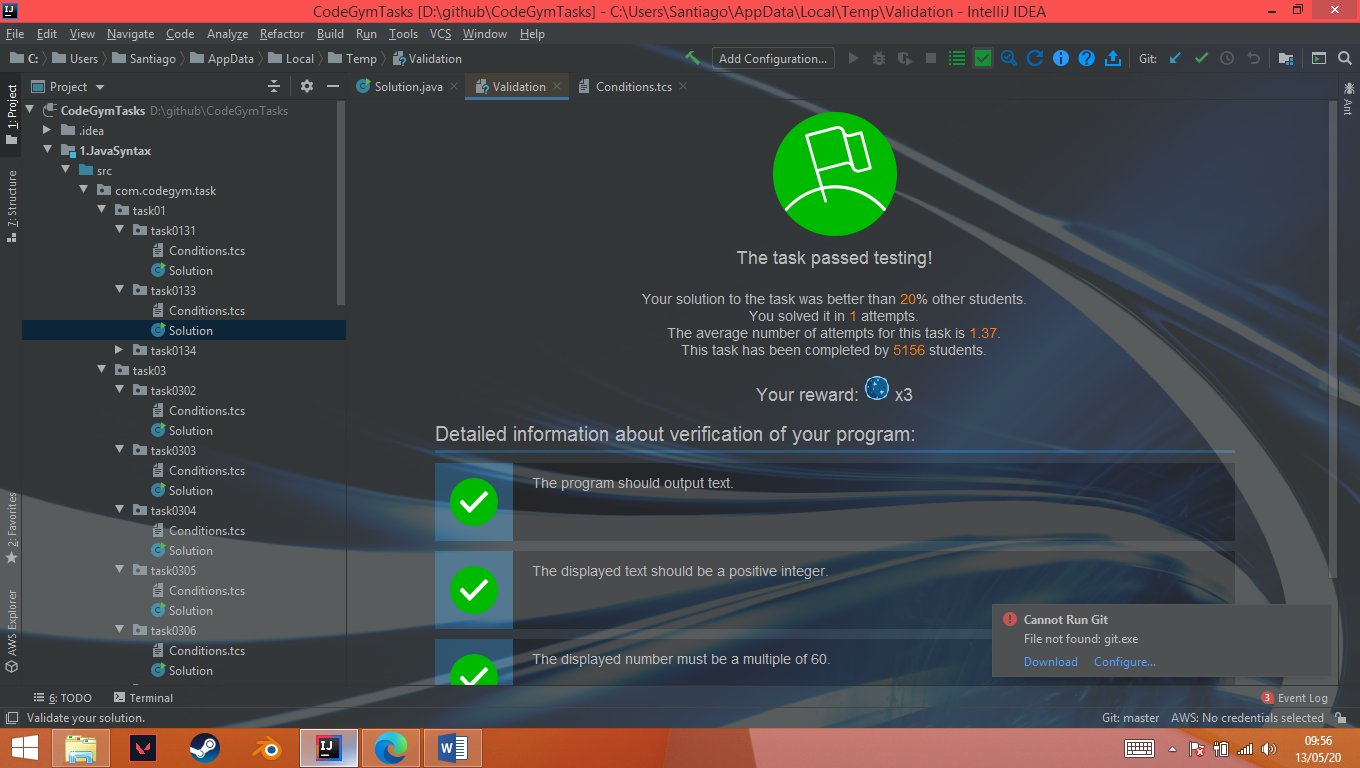 CodeGymTasks [D:\github\CodeGymTasks] - C:\Users\Santiago\AppData\Local\Temp\Validation - IntelliJ IDEA
File Edit View Navigate Code Analyze Refactor Build Run Tools VCS Window Help
C: Users Santiago AppData Local Temp Validation Add Configuration... Git:
Project Solution.java Validation Conditions.tcs
1: Project
7: Structure
2: Favorites
AWS Explorer
Ant
CodeGymTasks D:\github\CodeGymTasks
.idea
1.JavaSyntax
src
com.codegym.task
task01
task0131
Conditions.tcs
Solution
task0133
Conditions.tcs
Solution
task0134
task03
task0302
Conditions.tcs
Solution
task0303
Conditions.tcs
Solution
task0304
Conditions.tcs
Solution
task0305
Conditions.tcs
Solution
task0306
Conditions.tcs
Solution
The task passed testing!
Your solution to the task was better than 20% other students.
You solved it in 1 attempts.
The average number of attempts for this task is 1.37.
This task has been completed by 5156 students.
Your reward: x3
Detailed information about verification of your program:
The program should output text.
The displayed text should be a positive integer.
The displayed number must be a multiple of 60.
Cannot Run Git
File not found: git.exe
Download Configure...
6: TODO Terminal 3 Event Log
Validate your solution. Git: master AWS: No credentials selected
09:56
13/05/20